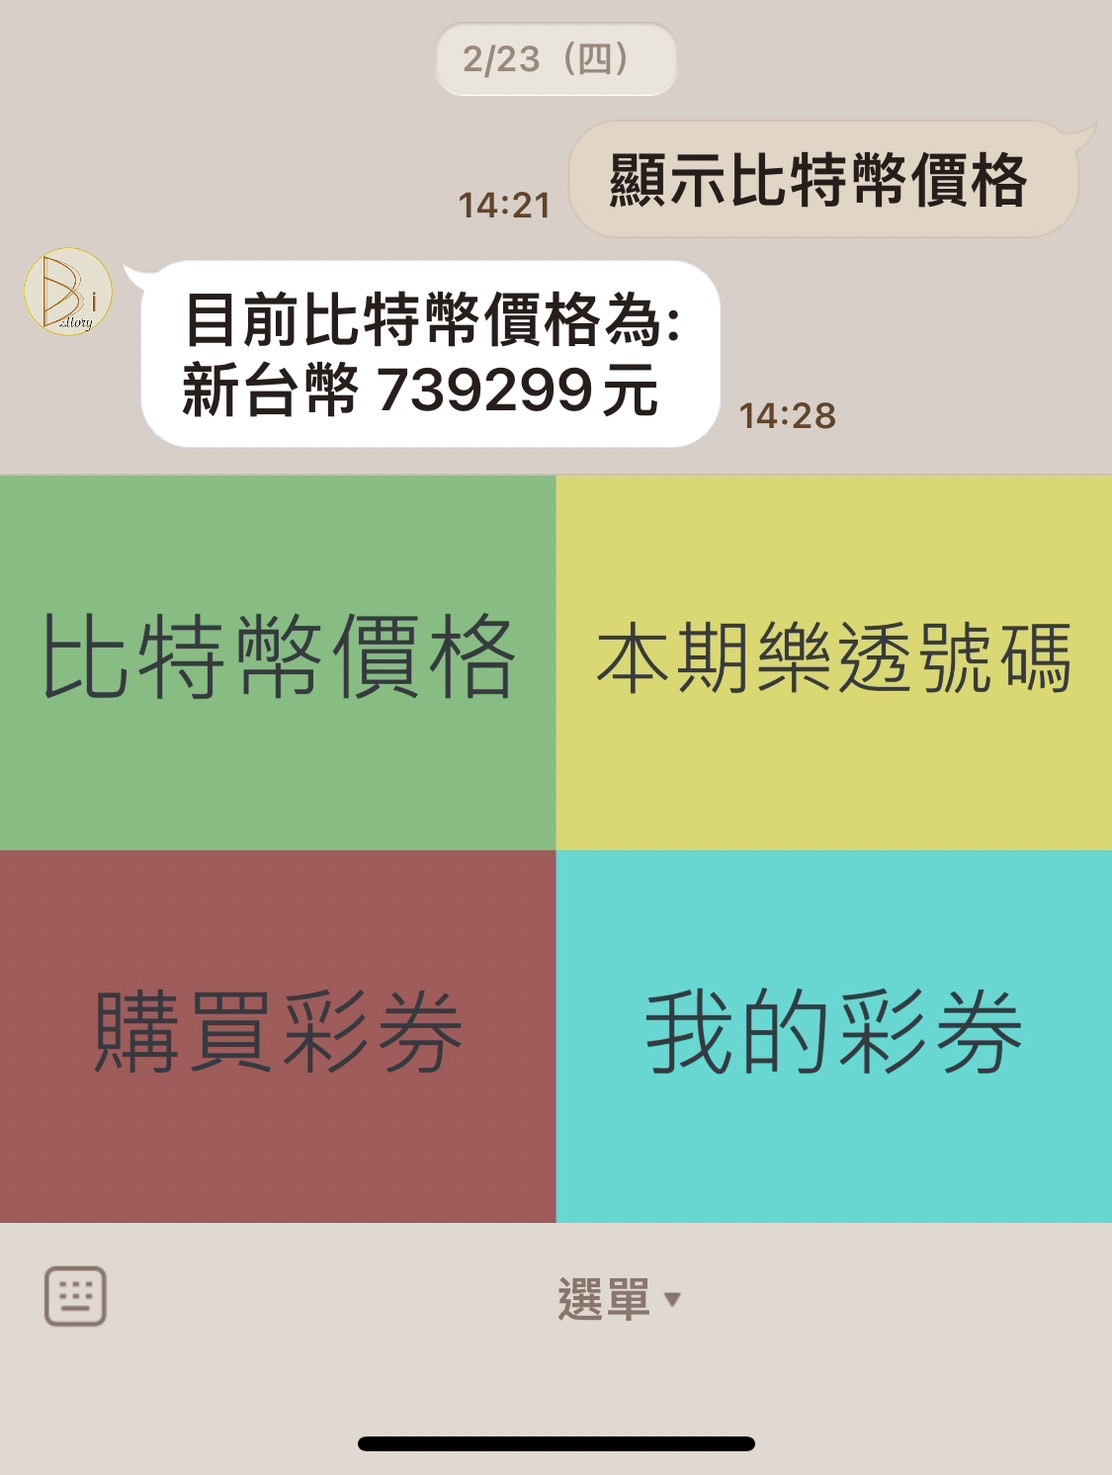 2/23（四）
顯示比特幣價格
14:21
Bi
目前比特幣價格為:
新台幣 739299元
14:28
比特幣價格
本期樂透號碼
購買彩券
我的彩券
選單 ▼